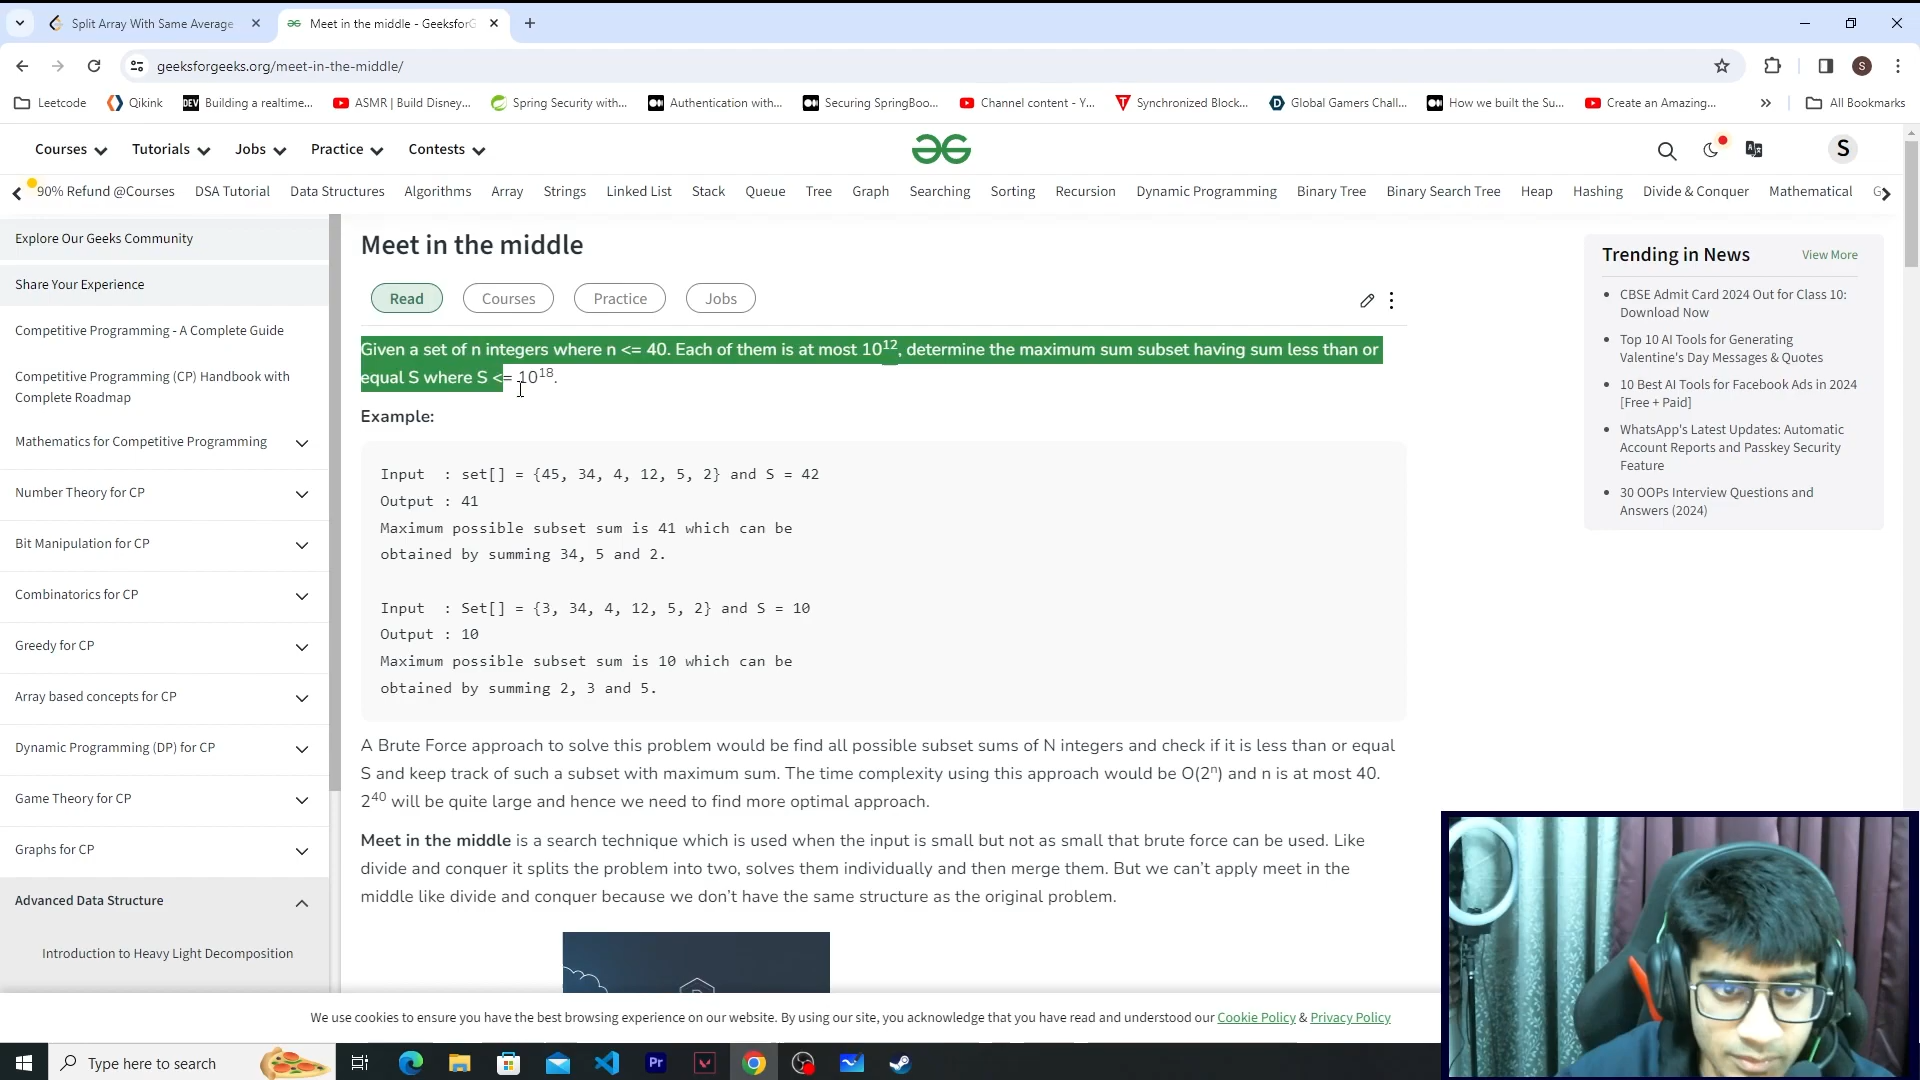 Split Array With Same Average
Meet in the middle - GeeksforG
geeksforgeeks.org/meet-in-the-middle/
S
Leetcode
Qikink
DEV
Building a realtime...
ASMR | Build Disney...
Spring Security with...
Authentication with...
Securing SpringBoo...
Channel content - Y...
Synchronized Block...
Global Gamers Chall...
How we built the Su...
Create an Amazing...
All Bookmarks
Courses
Tutorials
Jobs
Practice
Contests
S
90% Refund @Courses
DSA Tutorial
Data Structures
Algorithms
Array
Strings
Linked List
Stack
Queue
Tree
Graph
Searching
Sorting
Recursion
Dynamic Programming
Binary Tree
Binary Search Tree
Heap
Hashing
Divide & Conquer
Mathematical
G
Explore Our Geeks Community
Share Your Experience
Competitive Programming - A Complete Guide
Competitive Programming (CP) Handbook with
Complete Roadmap
Mathematics for Competitive Programming
Number Theory for CP
Bit Manipulation for CP
Combinatorics for CP
Greedy for CP
Array based concepts for CP
Dynamic Programming (DP) for CP
Game Theory for CP
Graphs for CP
Advanced Data Structure
Introduction to Heavy Light Decomposition
Meet in the middle
Read
Courses
Practice
Jobs
Given a set of n integers where n <= 40. Each of them is at most 10¹², determine the maximum sum subset having sum less than or
equal S where S <= 10¹⁸.
Example:
Input  : set[] = {45, 34, 4, 12, 5, 2} and S = 42
Output : 41
Maximum possible subset sum is 41 which can be
obtained by summing 34, 5 and 2.
Input  : Set[] = {3, 34, 4, 12, 5, 2} and S = 10
Output : 10
Maximum possible subset sum is 10 which can be
obtained by summing 2, 3 and 5.
A Brute Force approach to solve this problem would be find all possible subset sums of N integers and check if it is less than or equal
S and keep track of such a subset with maximum sum. The time complexity using this approach would be O(2ⁿ) and n is at most 40.
2⁴⁰ will be quite large and hence we need to find more optimal approach.
Meet in the middle is a search technique which is used when the input is small but not as small that brute force can be used. Like
divide and conquer it splits the problem into two, solves them individually and then merge them. But we can’t apply meet in the
middle like divide and conquer because we don’t have the same structure as the original problem.
Trending in News
View More
CBSE Admit Card 2024 Out for Class 10:
Download Now
Top 10 AI Tools for Generating
Valentine's Day Messages & Quotes
10 Best AI Tools for Facebook Ads in 2024
[Free + Paid]
WhatsApp's Latest Updates: Automatic
Account Reports and Passkey Security
Feature
30 OOPs Interview Questions and
Answers (2024)
We use cookies to ensure you have the best browsing experience on our website. By using our site, you acknowledge that you have read and understood our Cookie Policy & Privacy Policy
Type here to search
Pr